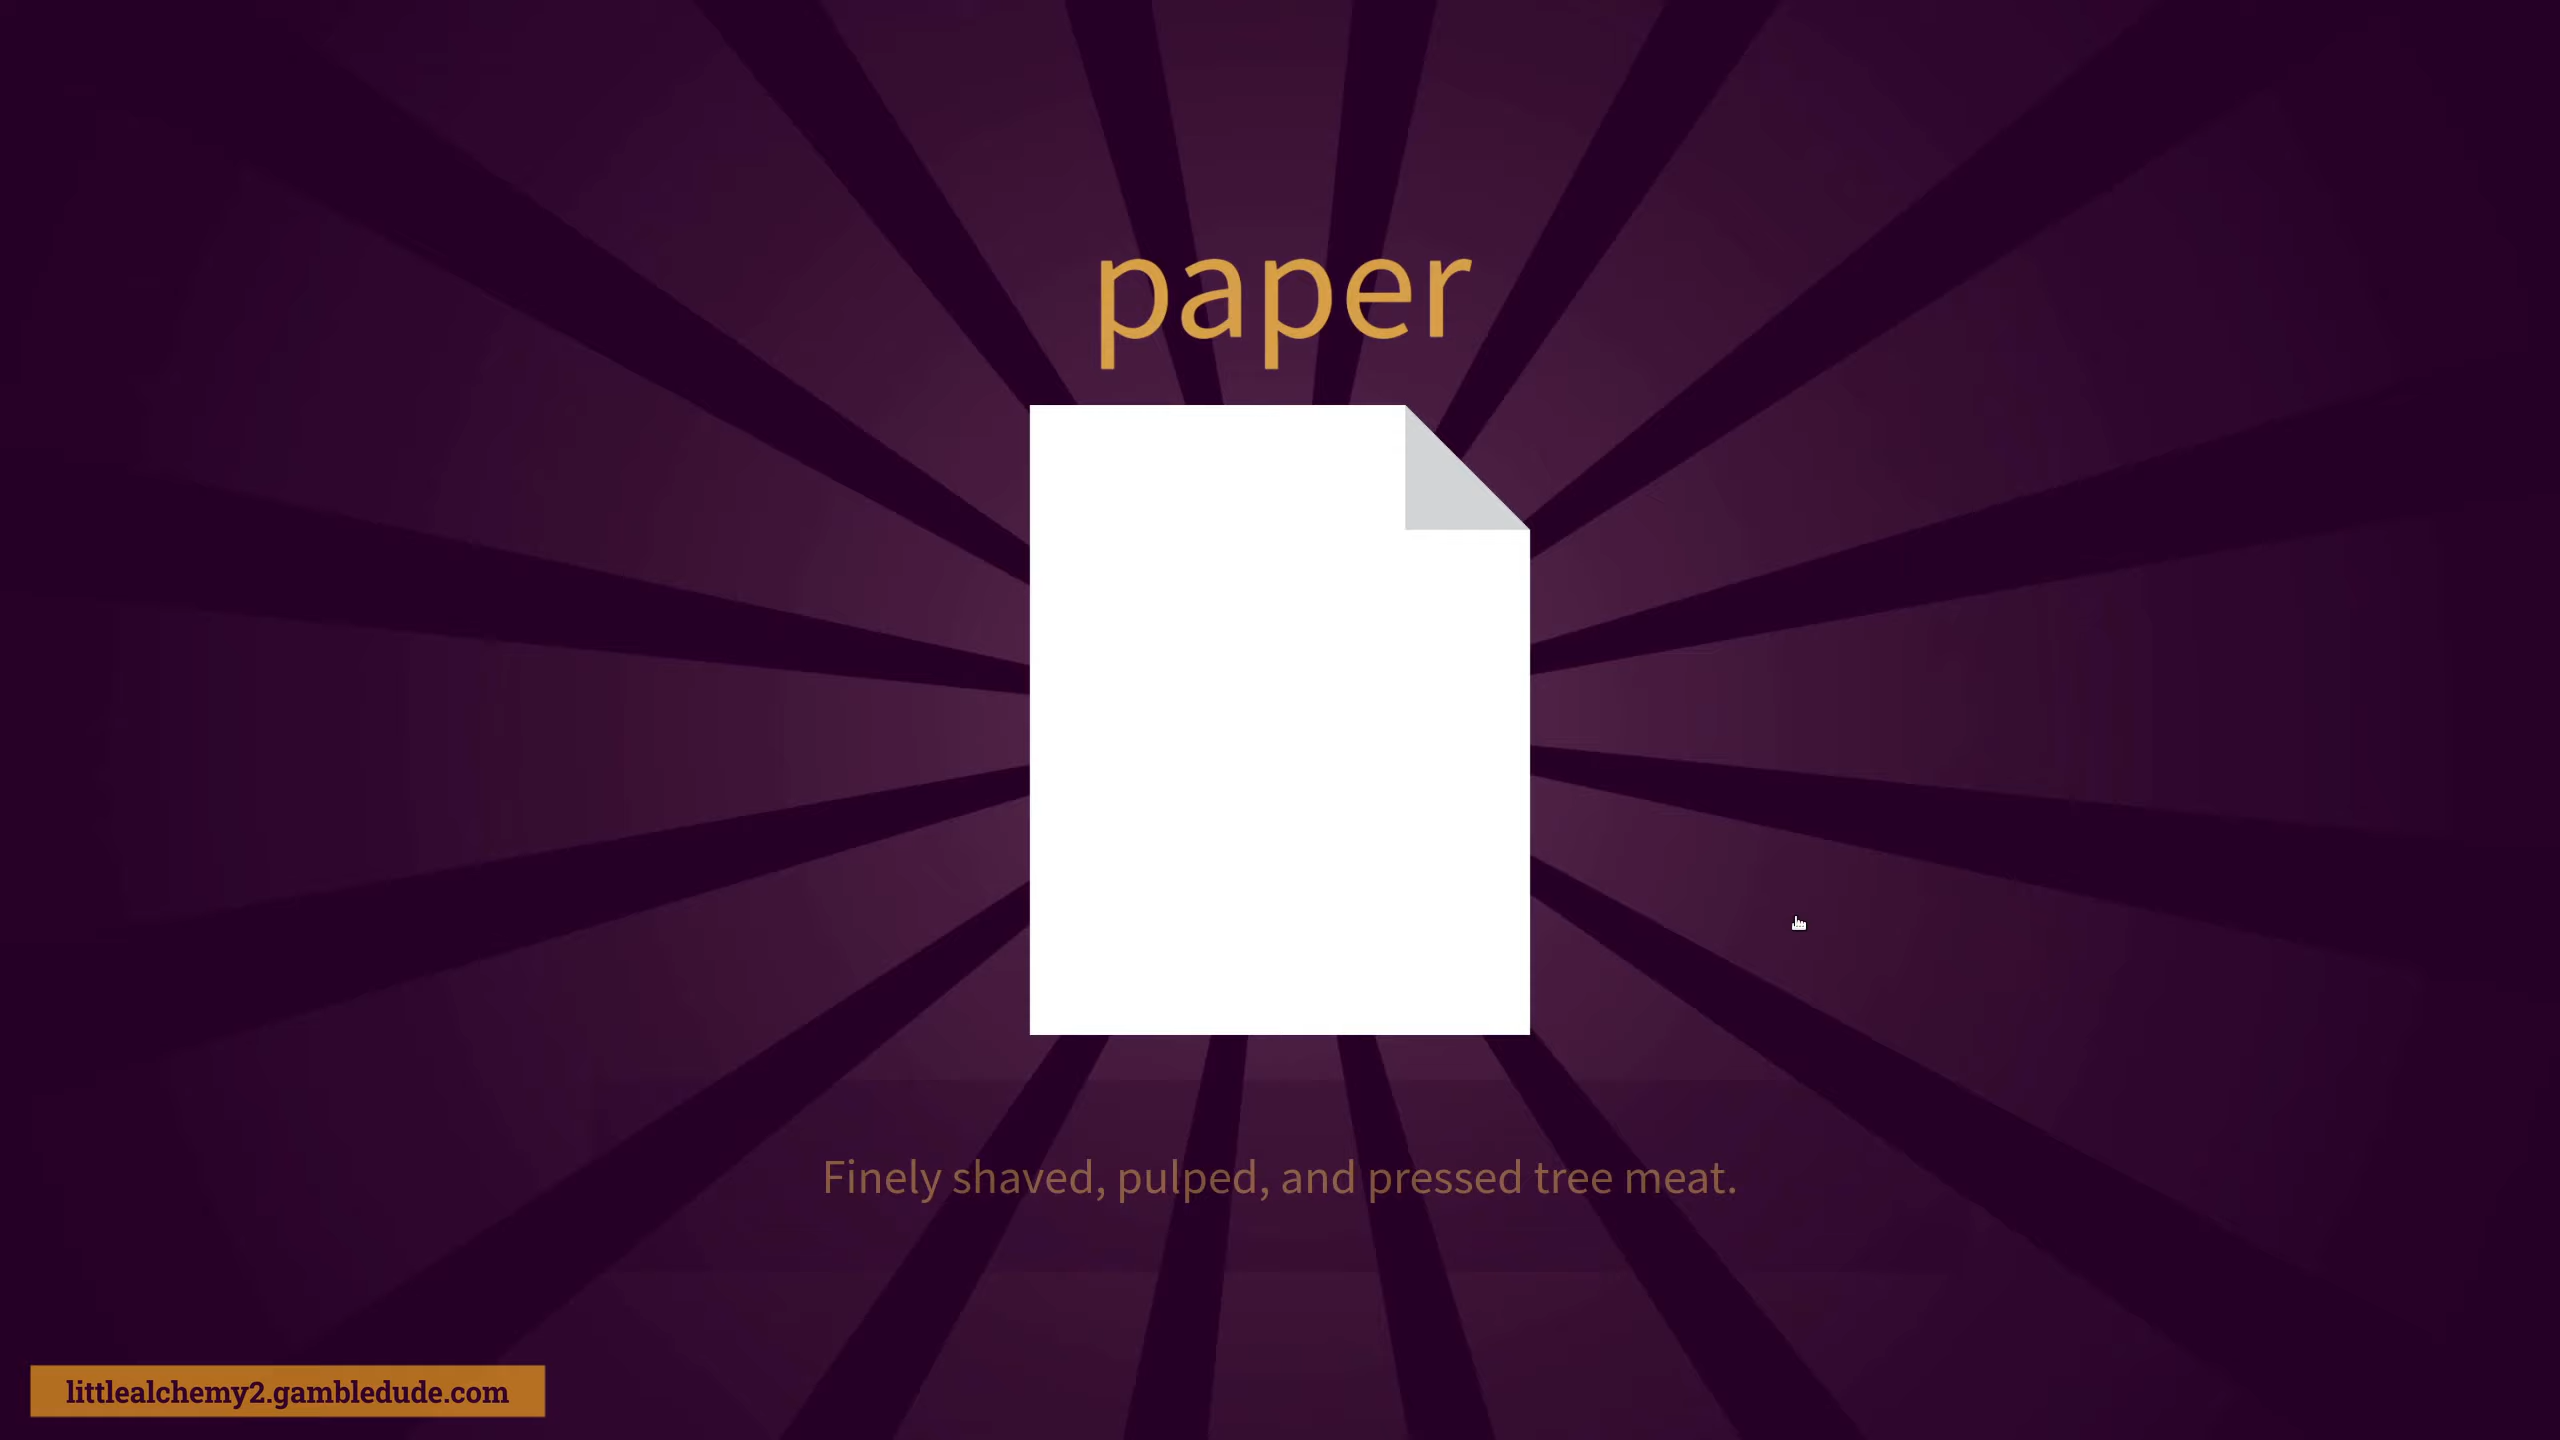 paper
Finely shaved, pulped, and pressed tree meat.
littlealchemy2.gambledude.com